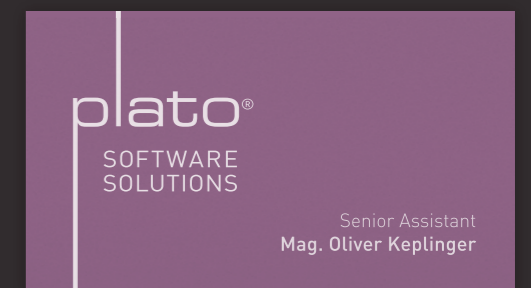 plato®
SOFTWARE
SOLUTIONS
Senior Assistant
Mag. Oliver Keplinger